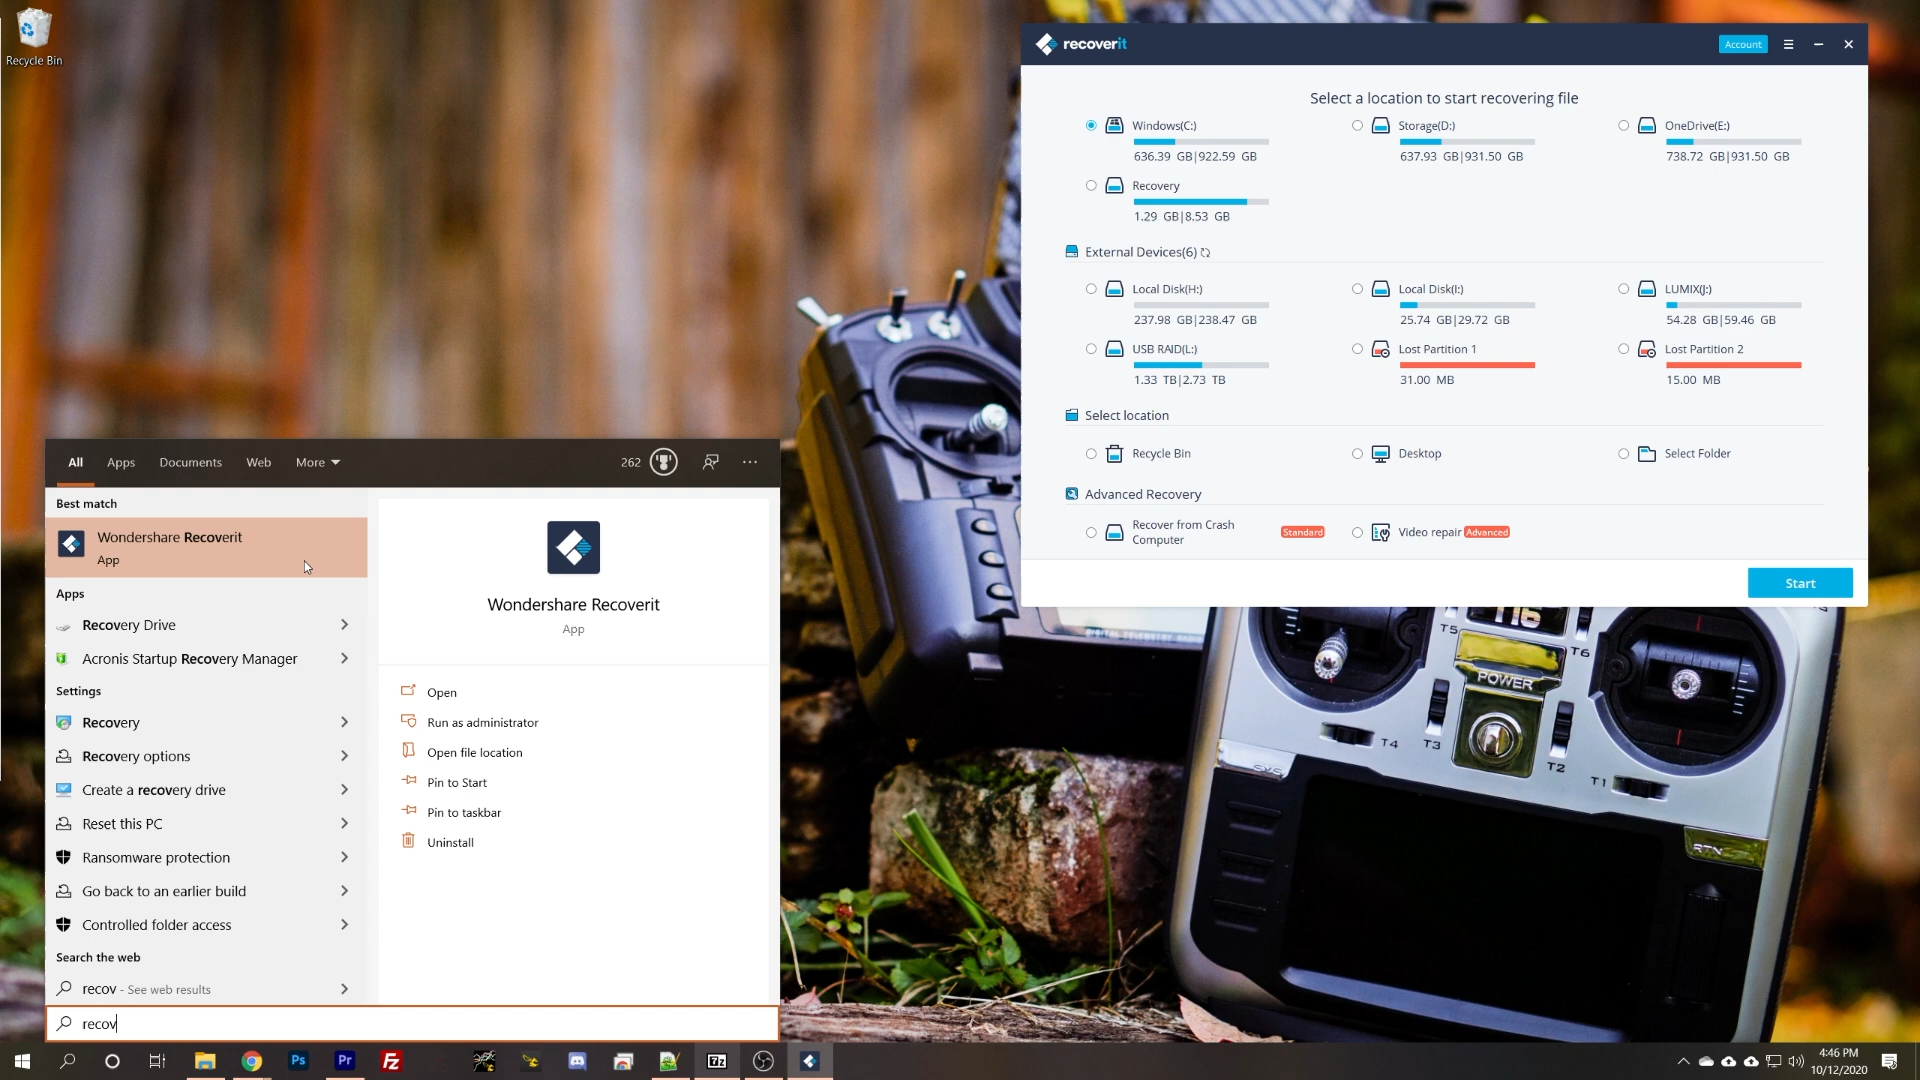 Recycle Bin
recoverit
Account
Select a location to start recovering file
Windows(C:)
636.39 GB|922.59 GB
Storage(D:)
637.93 GB|931.50 GB
OneDrive(E:)
738.72 GB|931.50 GB
Recovery
1.29 GB|8.53 GB
External Devices(6)
Local Disk(H:)
237.98 GB|238.47 GB
Local Disk(I:)
25.74 GB|29.72 GB
LUMIX(J:)
54.28 GB|59.46 GB
USB RAID(L:)
1.33 TB|2.73 TB
Lost Partition 1
31.00 MB
Lost Partition 2
15.00 MB
Select location
Recycle Bin
Desktop
Select Folder
Advanced Recovery
Recover from Crash
Computer
Standard
Video repair Advanced
Start
All Apps Documents Web More
262
Best match
Wondershare Recoverit
App
Apps
Recovery Drive
Acronis Startup Recovery Manager
Settings
Recovery
Recovery options
Create a recovery drive
Reset this PC
Ransomware protection
Go back to an earlier build
Controlled folder access
Search the web
recov - See web results
recov
Wondershare Recoverit
App
Open
Run as administrator
Open file location
Pin to Start
Pin to taskbar
Uninstall
T5
T6
POWER
T4
T3
T2
T1
RTN
Ps
Pr
FZ
7z
4:46 PM
10/12/2020